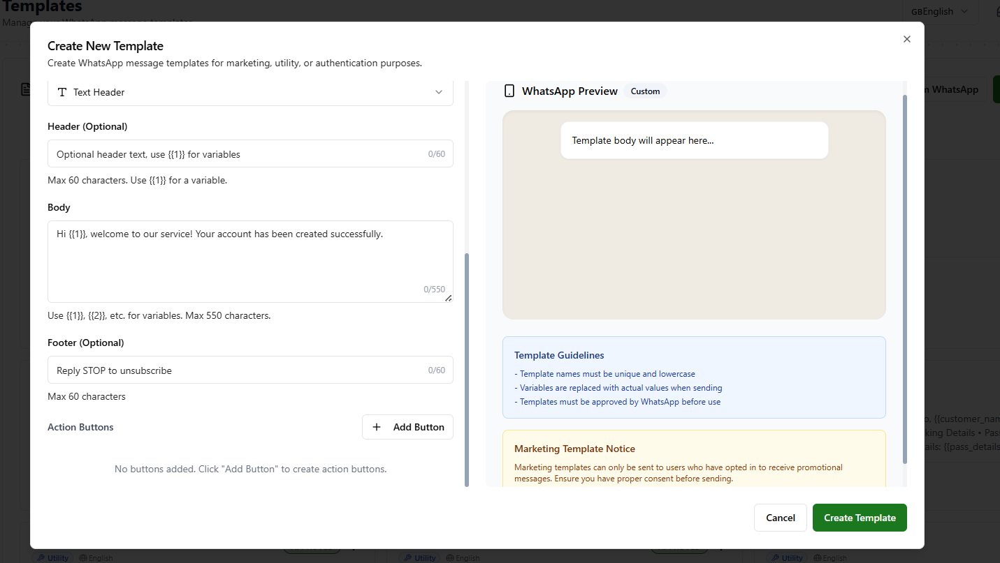 Templates
GBEnglish
Create New Template
Create WhatsApp message templates for marketing, utility, or authentication purposes.
Text Header
Header (Optional)
Optional header text, use {{1}} for variables
0/60
Max 60 characters. Use {{1}} for a variable.
Body
Hi {{1}}, welcome to our service! Your account has been created successfully.
0/550
Use {{1}}, {{2}}, etc. for variables. Max 550 characters.
Footer (Optional)
Reply STOP to unsubscribe
0/60
Max 60 characters
Action Buttons
Add Button
No buttons added. Click "Add Button" to create action buttons.
WhatsApp Preview
Custom
Template body will appear here...
Template Guidelines
- Template names must be unique and lowercase
- Variables are replaced with actual values when sending
- Templates must be approved by WhatsApp before use
Marketing Template Notice
Marketing templates can only be sent to users who have opted in to receive promotional
messages. Ensure you have proper consent before sending.
Cancel
Create Template
WhatsApp
{{customer_nam
Details • Pas
{{pass_details
Utility
English
Utility
English
Utility
English